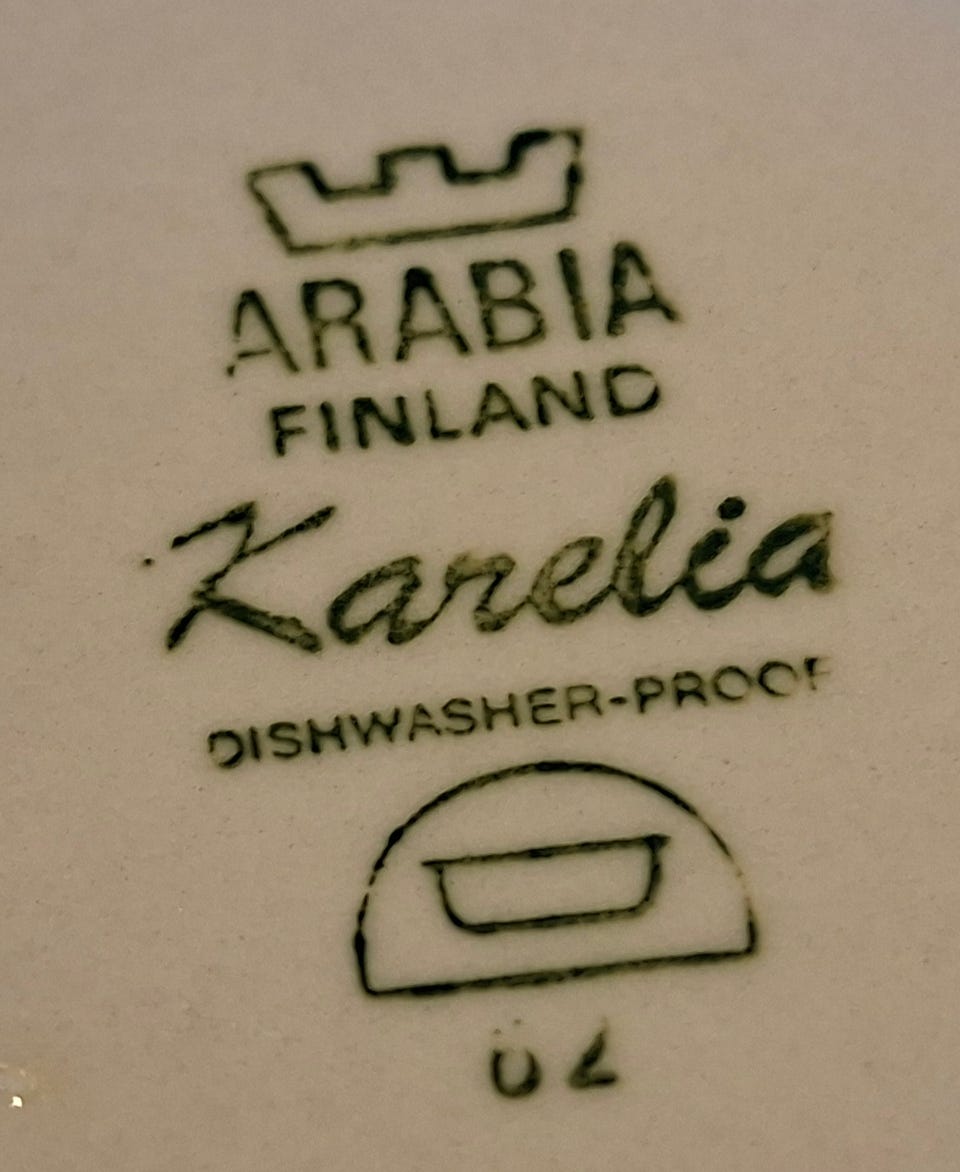 ARABIA
FINLAND
Karelia
DISHWASHER-PROOF